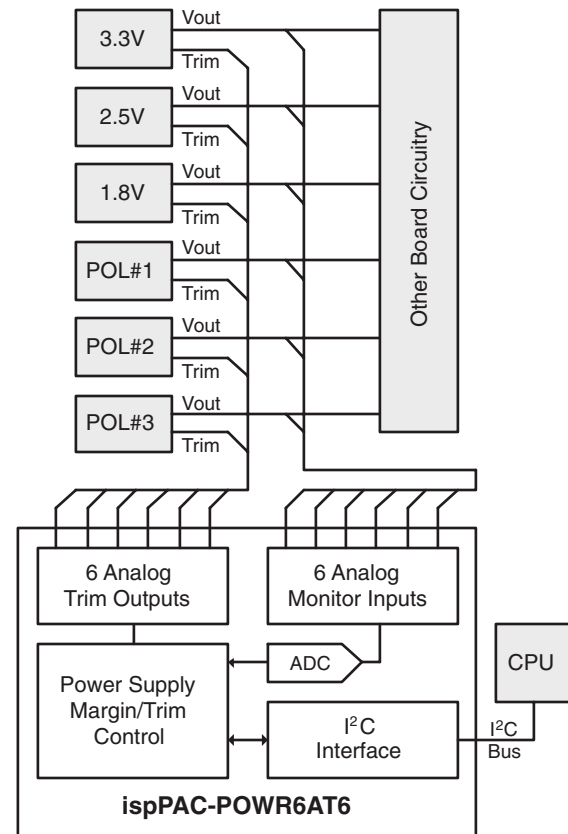 3.3V
Vout
Trim
2.5V
Vout
Trim
1.8V
Vout
Trim
POL#1
Vout
Trim
POL#2
Vout
Trim
POL#3
Vout
Trim
Other Board Circuitry
6 Analog
Trim Outputs
6 Analog
Monitor Inputs
ADC
Power Supply
Margin/Trim
Control
I²C
Interface
I²C
Bus
CPU
ispPAC-POWR6AT6